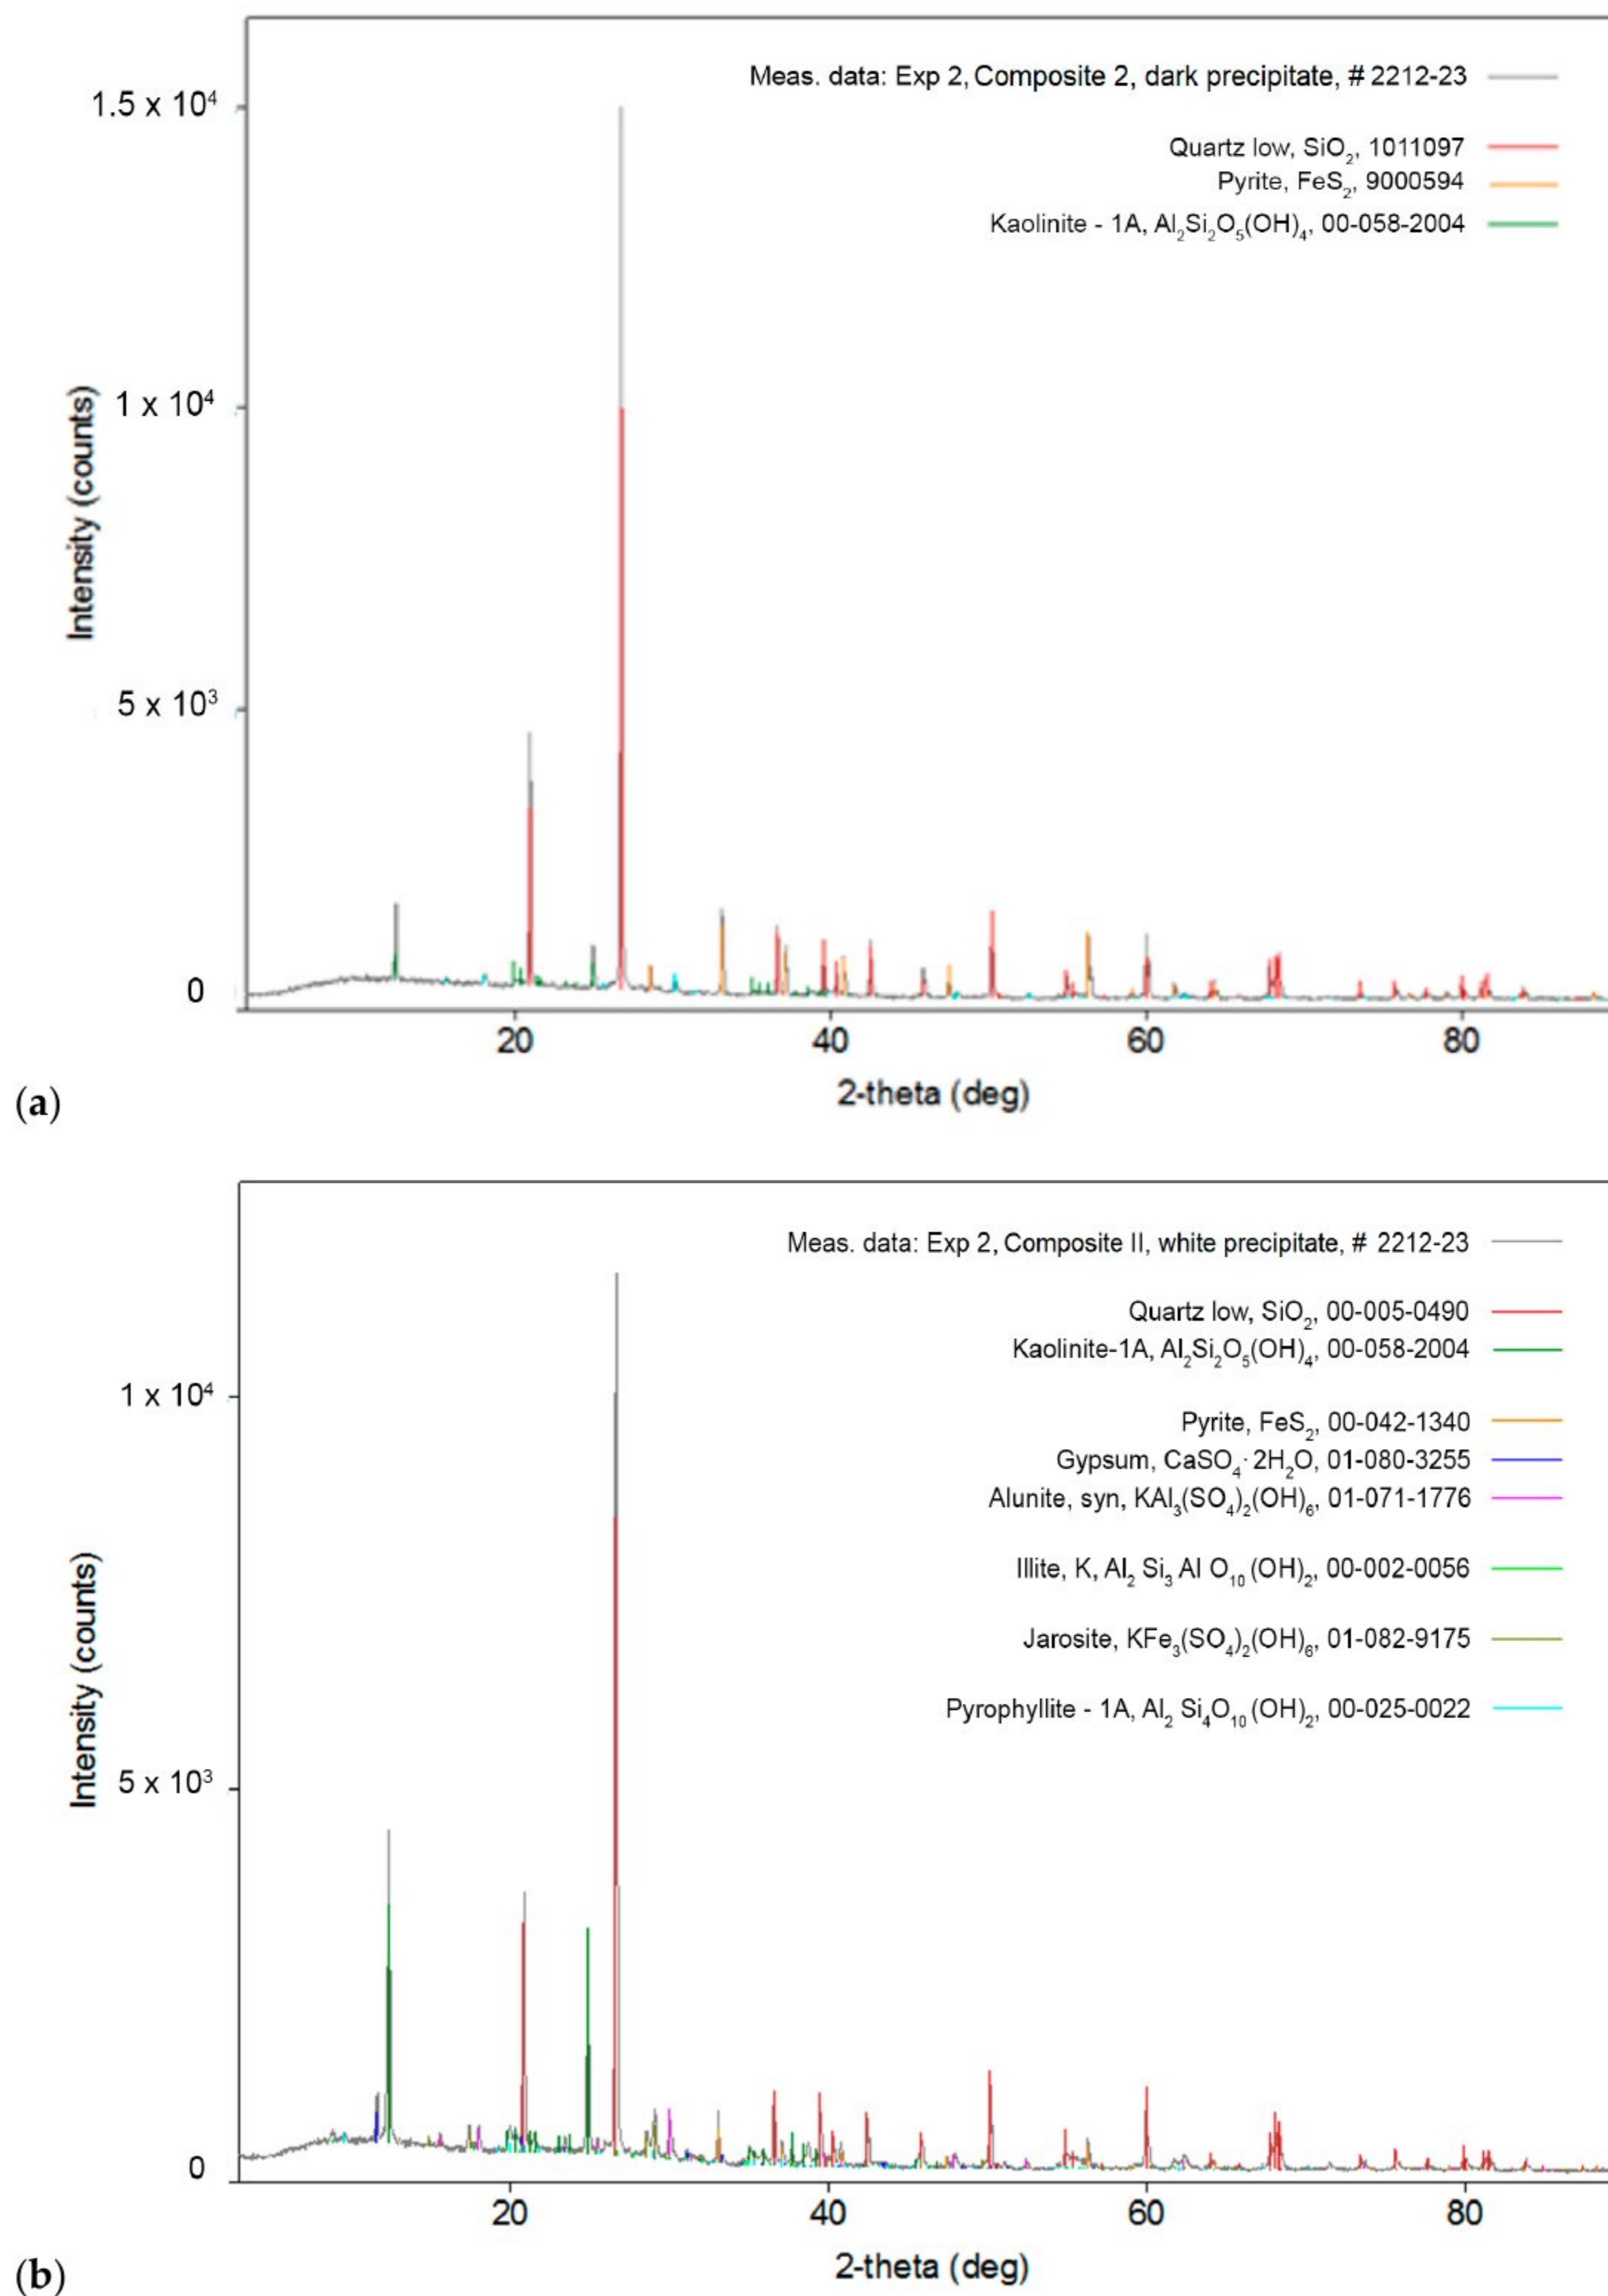 Meas. data: Exp 2, Composite 2, dark precipitate, # 2212-23
Quartz low, SiO₂, 1011097
Pyrite, FeS₂, 9000594
Kaolinite - 1A, Al₂Si₂O₅(OH)₄, 00-058-2004
1.5 x 10⁴
1 x 10⁴
5 x 10³
0
Intensity (counts)
20 40 60 80
2-theta (deg)
(a)
Meas. data: Exp 2, Composite II, white precipitate, # 2212-23
Quartz low, SiO₂, 00-005-0490
Kaolinite-1A, Al₂Si₂O₅(OH)₄, 00-058-2004
Pyrite, FeS₂, 00-042-1340
Gypsum, CaSO₄· 2H₂O, 01-080-3255
Alunite, syn, KAl₃(SO₄)₂(OH)₆, 01-071-1776
Illite, K, Al₂ Si₃ Al O₁₀ (OH)₂, 00-002-0056
Jarosite, KFe₃(SO₄)₂(OH)₆, 01-082-9175
Pyrophyllite - 1A, Al₂ Si₄O₁₀ (OH)₂, 00-025-0022
1 x 10⁴
5 x 10³
0
Intensity (counts)
20 40 60 80
2-theta (deg)
(b)